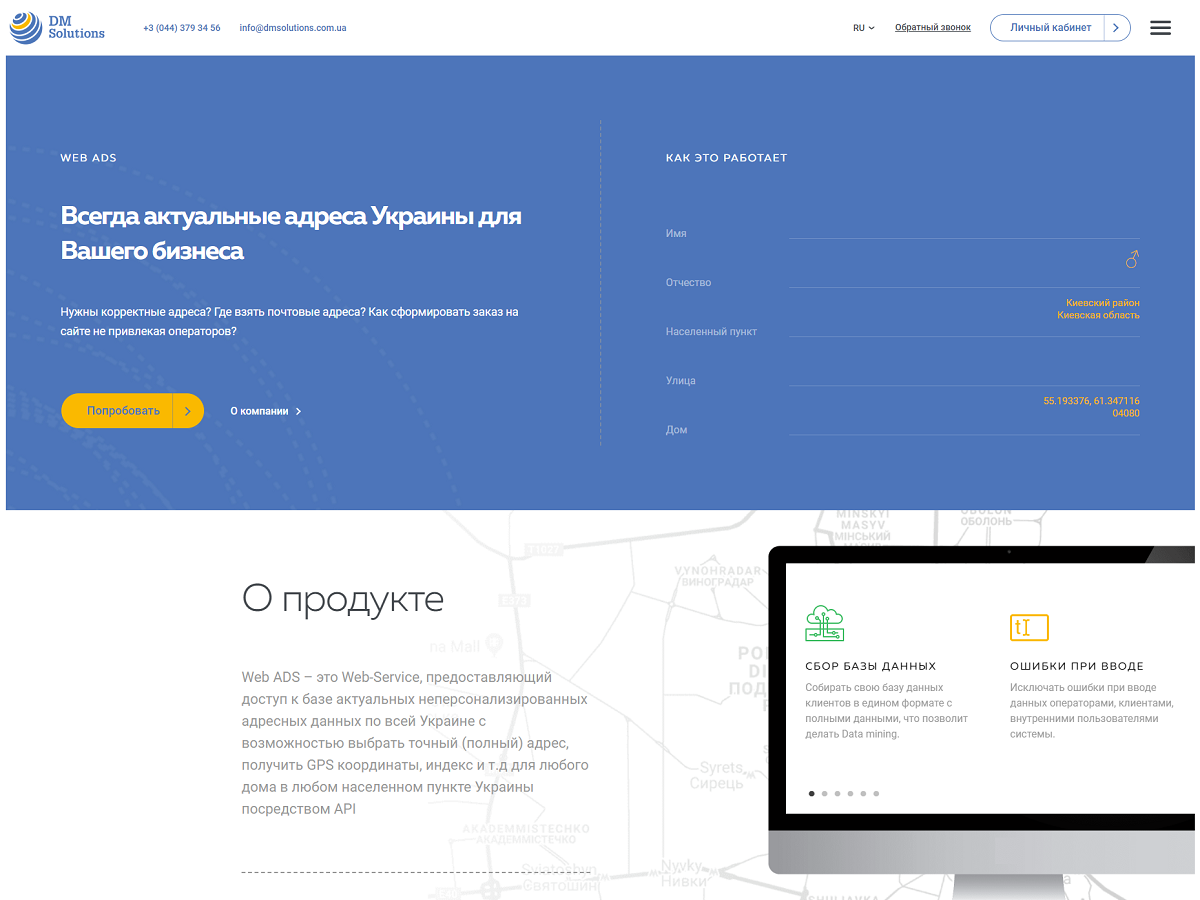 DM
Solutions
+3 (044) 379 34 56
info@dmsolutions.com.ua
RU
Обратный звонок
Личный кабинет
WEB ADS
Всегда актуальные адреса Украины для
Вашего бизнеса
Нужны корректные адреса? Где взять почтовые адреса? Как сформировать заказ на
сайте не привлекая операторов?
Попробовать
О компании
КАК ЭТО РАБОТАЕТ
Имя
Отчество
Киевский район
Киевская область
Населенный пункт
Улица
55.193376, 61.347116
04080
Дом
О продукте
Web ADS – это Web-Service, предоставляющий
доступ к базе актуальных неперсонализированных
адресных данных по всей Украине с
возможностью выбрать точный (полный) адрес,
получить GPS координаты, индекс и т.д для любого
дома в любом населенном пункте Украины
посредством API
СБОР БАЗЫ ДАННЫХ
Собирать свою базу данных
клиентов в едином формате с
полными данными, что позволит
делать Data mining.
ОШИБКИ ПРИ ВВОДЕ
Исключать ошибки при вводе
данных операторами, клиентами,
внутренними пользователями
системы.
MINSKYI
MASYV
МІНСЬКИЙ
МАСИВ
OBOLON
ОБОЛОНЬ
VYNOHRADAR
ВИНОГРАДАР
E373
na Mall
Syrets
Сирець
AKADEMMISTECHKO
АКАДЕММІСТЕЧКО
Sviatoshyn
Святошин
Nyvky
Нивки
SHULIAVKA